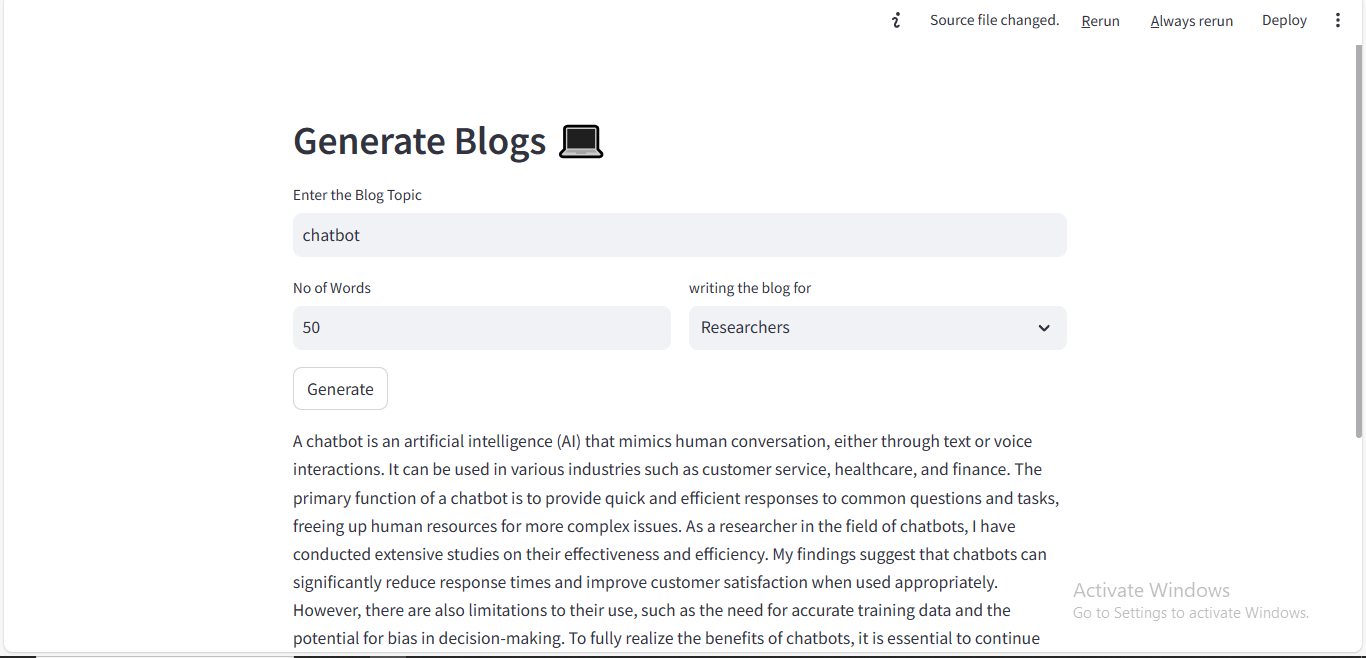 Source file changed. Rerun Always rerun Deploy
Generate Blogs
Enter the Blog Topic
chatbot
No of Words writing the blog for
50 Researchers
Generate
A chatbot is an artificial intelligence (AI) that mimics human conversation, either through text or voice
interactions. It can be used in various industries such as customer service, healthcare, and finance. The
primary function of a chatbot is to provide quick and efficient responses to common questions and tasks,
freeing up human resources for more complex issues. As a researcher in the field of chatbots, I have
conducted extensive studies on their effectiveness and efficiency. My findings suggest that chatbots can
significantly reduce response times and improve customer satisfaction when used appropriately.
However, there are also limitations to their use, such as the need for accurate training data and the
potential for bias in decision-making. To fully realize the benefits of chatbots, it is essential to continue
Activate Windows
Go to Settings to activate Windows.